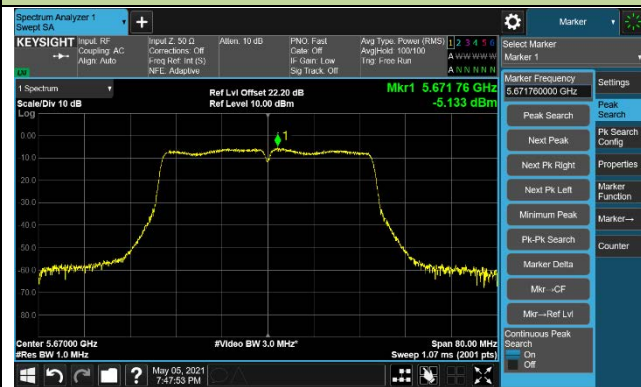 Spectrum Analyzer 1
Swept SA
+
Marker
KEYSIGHT
Input: RF
Coupling: AC
Align: Auto
Input Z: 50 Ω
Corrections: Off
Freq Ref: Int (S)
NFE: Adaptive
Atten: 10 dB
PNO: Fast
Gate: Off
IF Gain: Low
Sig Track: Off
Avg Type: Power (RMS)
Avg|Hold: 100/100
Trig: Free Run
1 2 3 4 5 6
A W W W W W
A N N N N N
LXI
Select Marker
Marker 1
1 Spectrum
Scale/Div 10 dB
Log
Ref Lvl Offset 22.20 dB
Ref Level 10.00 dBm
Mkr1 5.671 76 GHz
-5.133 dBm
1
0.00
-10.0
-20.0
-30.0
-40.0
-50.0
-60.0
-70.0
-80.0
Center 5.67000 GHz
#Res BW 1.0 MHz
#Video BW 3.0 MHz*
Span 80.00 MHz
Sweep 1.07 ms (2001 pts)
Marker Frequency
5.671760000 GHz
Peak Search
Next Peak
Next Pk Right
Next Pk Left
Minimum Peak
Pk-Pk Search
Marker Delta
Mkr→CF
Mkr→Ref Lvl
Continuous Peak
Search
On
Off
Settings
Peak
Search
Pk Search
Config
Properties
Marker
Function
Marker→
Counter
?
May 05, 2021
7:47:53 PM